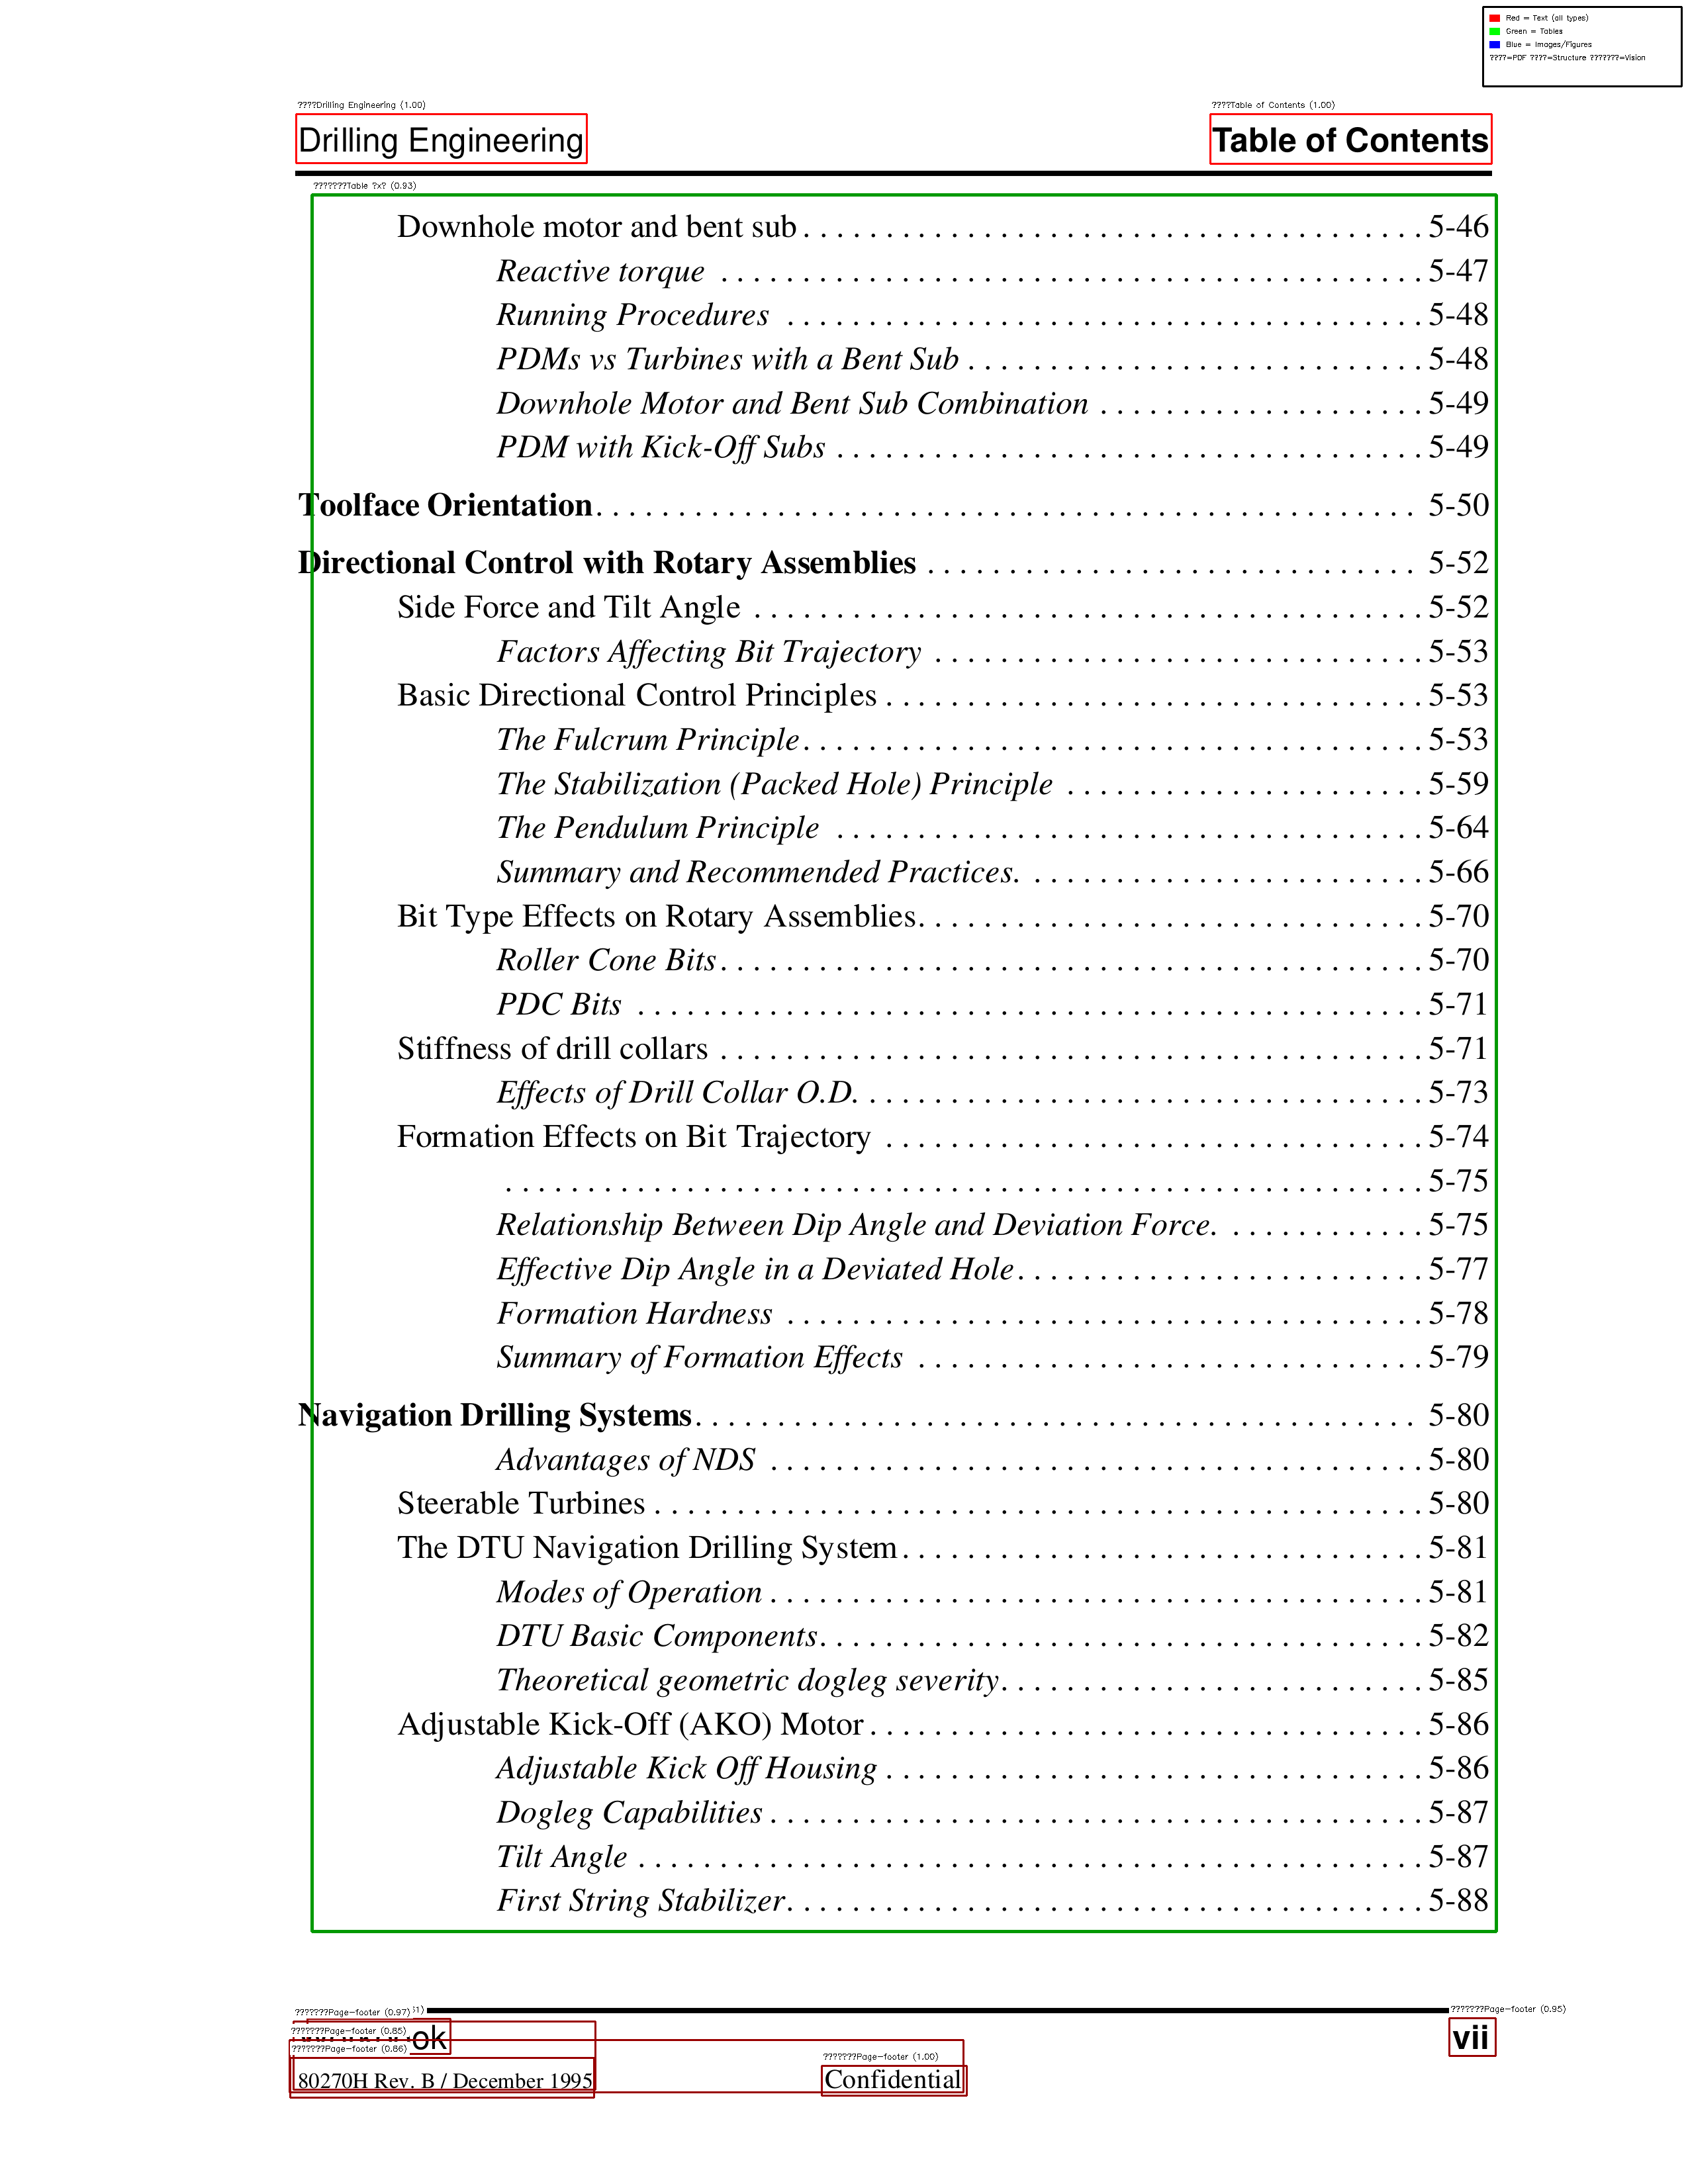 Red = Text (all types)
Green = Tables
Blue = Images/Figures
????=PDF ????=Structure ???????=Vision
????Drilling Engineering (1.00) ????Table of Contents (1.00)
Drilling Engineering Table of Contents
???????Table ?x? (0.93)
Downhole motor and bent sub . . . . . . . . . . . . . . . . . . . . 5-46
Reactive torque . . . . . . . . . . . . . . . . . . . . 5-47
Running Procedures . . . . . . . . . . . . . . . . . . . . 5-48
PDMs vs Turbines with a Bent Sub . . . . . . . . . . . . . . . . . . . . 5-48
Downhole Motor and Bent Sub Combination . . . . . . . . . . . . . . . . . . . . 5-49
PDM with Kick-Off Subs . . . . . . . . . . . . . . . . . . . . 5-49
Toolface Orientation . . . . . . . . . . . . . . . . . . . . 5-50
Directional Control with Rotary Assemblies . . . . . . . . . . . . . . . . . . . . 5-52
Side Force and Tilt Angle . . . . . . . . . . . . . . . . . . . . 5-52
Factors Affecting Bit Trajectory . . . . . . . . . . . . . . . . . . . . 5-53
Basic Directional Control Principles . . . . . . . . . . . . . . . . . . . . 5-53
The Fulcrum Principle . . . . . . . . . . . . . . . . . . . . 5-53
The Stabilization (Packed Hole) Principle . . . . . . . . . . . . . . . . . . . . 5-59
The Pendulum Principle . . . . . . . . . . . . . . . . . . . . 5-64
Summary and Recommended Practices. . . . . . . . . . . . . . . . . . . . 5-66
Bit Type Effects on Rotary Assemblies . . . . . . . . . . . . . . . . . . . . 5-70
Roller Cone Bits . . . . . . . . . . . . . . . . . . . . 5-70
PDC Bits . . . . . . . . . . . . . . . . . . . . 5-71
Stiffness of drill collars . . . . . . . . . . . . . . . . . . . . 5-71
Effects of Drill Collar O.D. . . . . . . . . . . . . . . . . . . . 5-73
Formation Effects on Bit Trajectory . . . . . . . . . . . . . . . . . . . . 5-74
. . . . . . . . . . . . . . . . . . . . 5-75
Relationship Between Dip Angle and Deviation Force. . . . . . . . . . . . . 5-75
Effective Dip Angle in a Deviated Hole . . . . . . . . . . . . . . . . . . . . 5-77
Formation Hardness . . . . . . . . . . . . . . . . . . . . 5-78
Summary of Formation Effects . . . . . . . . . . . . . . . . . . . . 5-79
Navigation Drilling Systems . . . . . . . . . . . . . . . . . . . . 5-80
Advantages of NDS . . . . . . . . . . . . . . . . . . . . 5-80
Steerable Turbines . . . . . . . . . . . . . . . . . . . . 5-80
The DTU Navigation Drilling System . . . . . . . . . . . . . . . . . . . . 5-81
Modes of Operation . . . . . . . . . . . . . . . . . . . . 5-81
DTU Basic Components . . . . . . . . . . . . . . . . . . . . 5-82
Theoretical geometric dogleg severity . . . . . . . . . . . . . . . . . . . . 5-85
Adjustable Kick-Off (AKO) Motor . . . . . . . . . . . . . . . . . . . . 5-86
Adjustable Kick Off Housing . . . . . . . . . . . . . . . . . . . . 5-86
Dogleg Capabilities . . . . . . . . . . . . . . . . . . . . 5-87
Tilt Angle . . . . . . . . . . . . . . . . . . . . 5-87
First String Stabilizer . . . . . . . . . . . . . . . . . . . . 5-88
???????Page-footer (0.97) ???????Page-footer (0.95)
???????Page-footer (0.85)
vii
???????Page-footer (0.86) ???????Page-footer (1.00)
80270H Rev. B / December 1995 Confidential